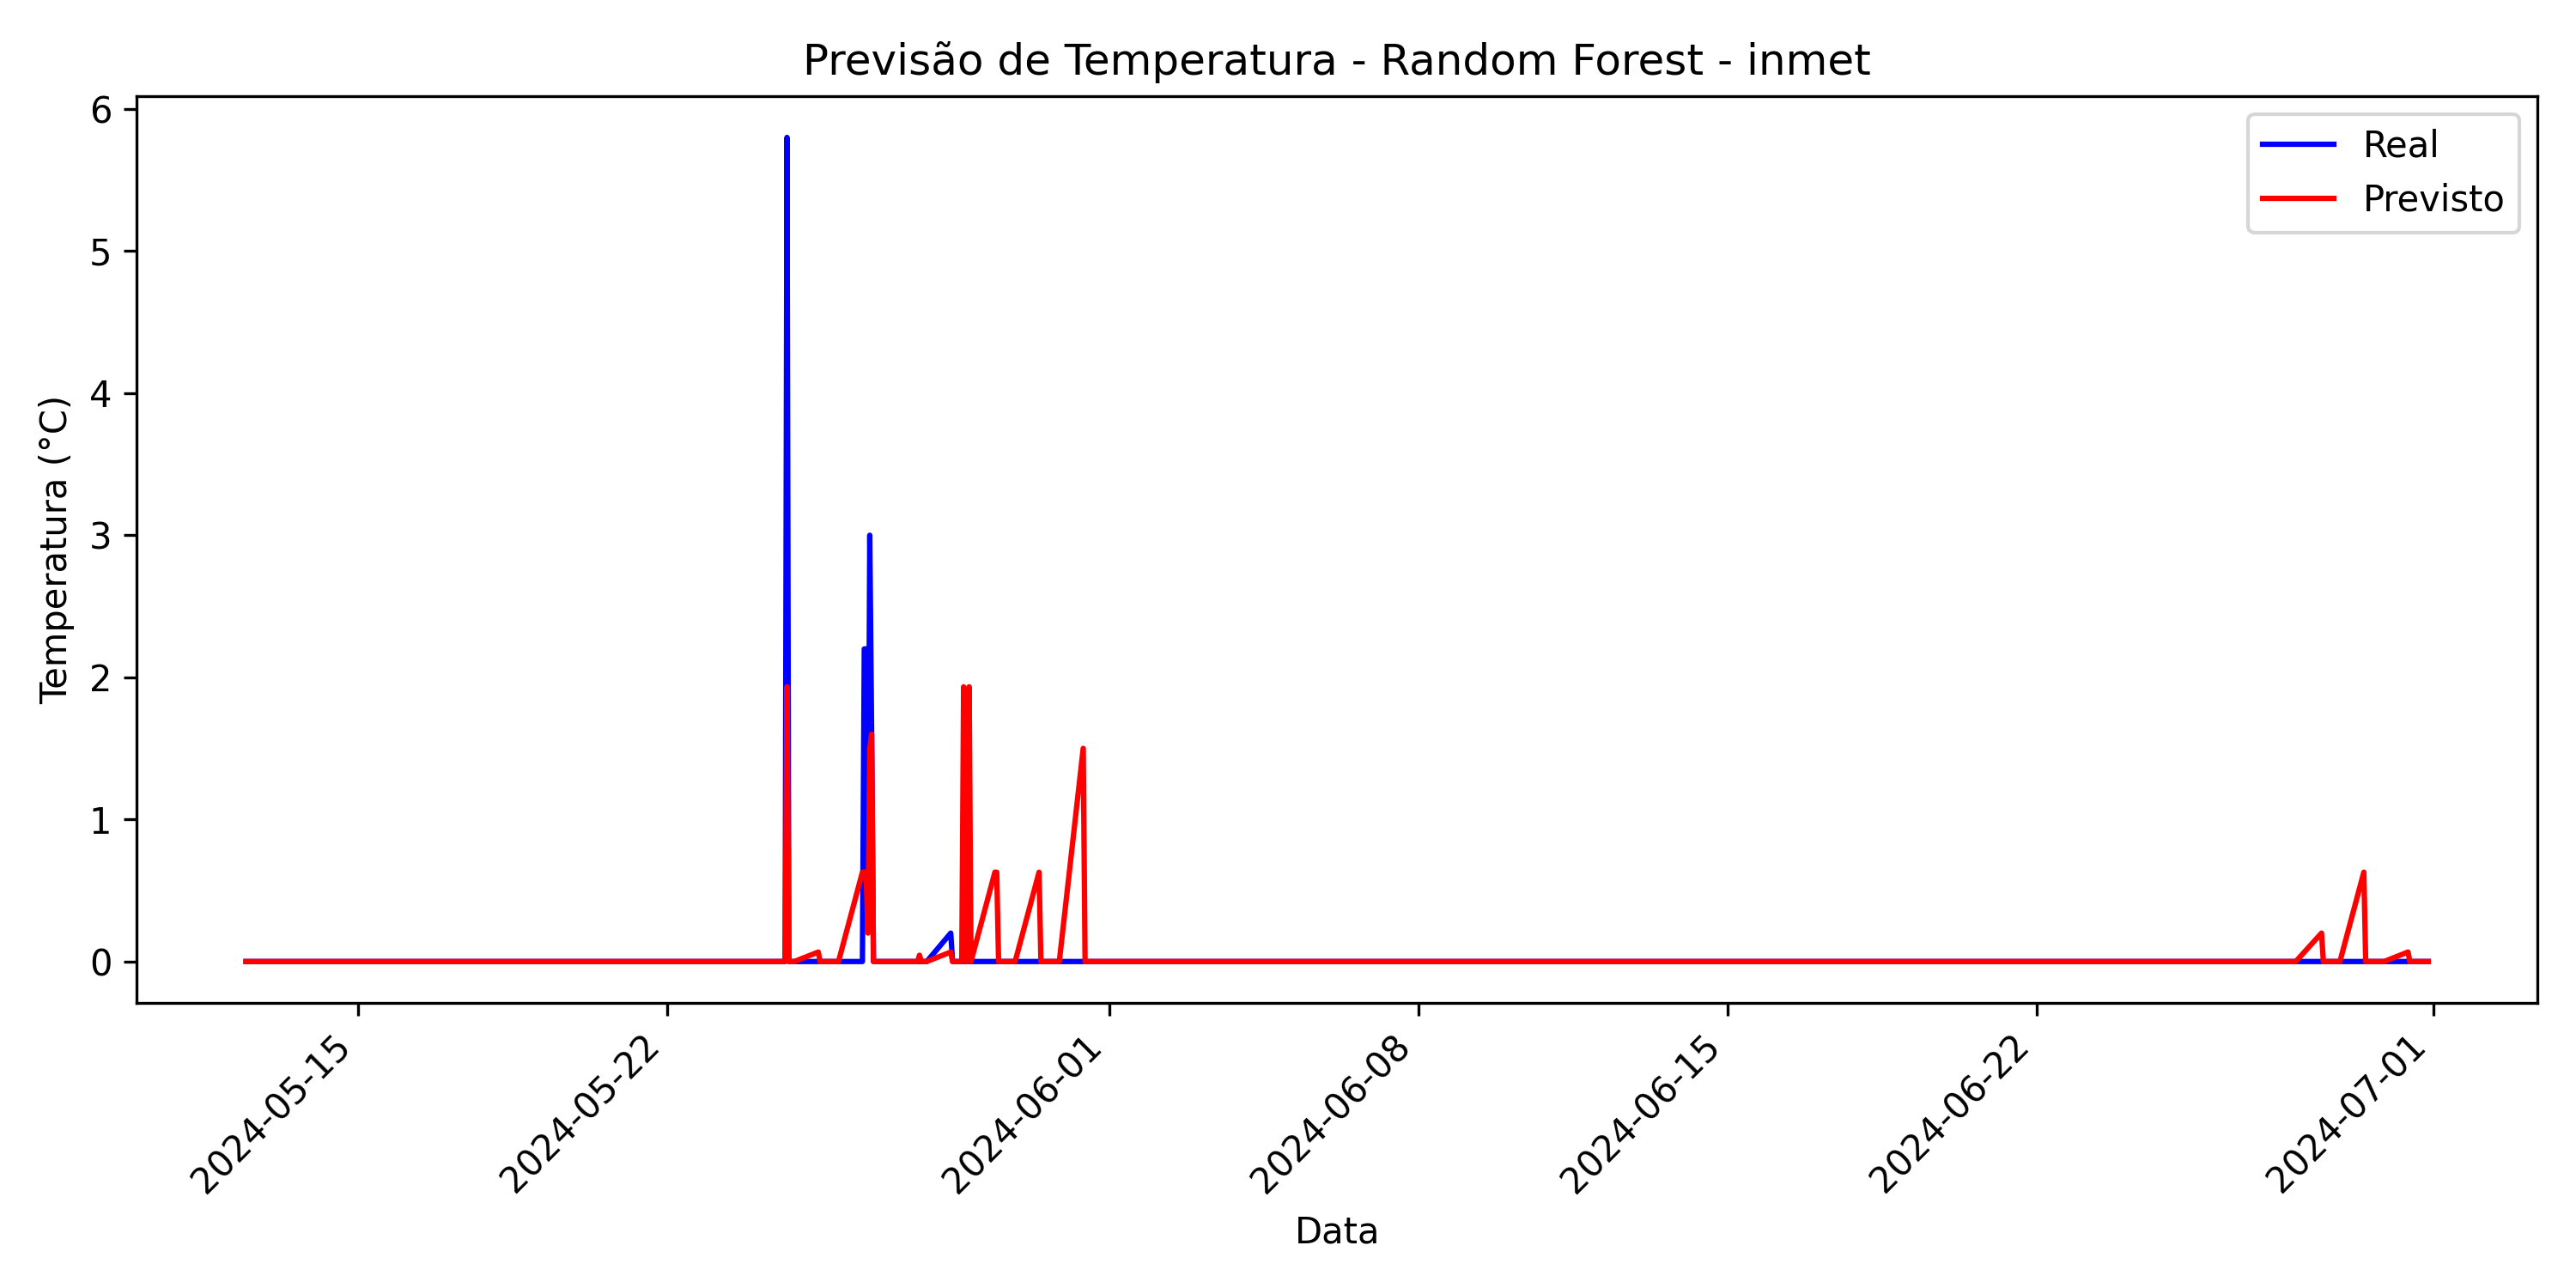 Previsão de Temperatura - Random Forest - inmet
Real
Previsto
Temperatura (°C)
6
5
4
3
2
1
0
2024-05-15
2024-05-22
2024-06-01
2024-06-08
2024-06-15
2024-06-22
2024-07-01
Data